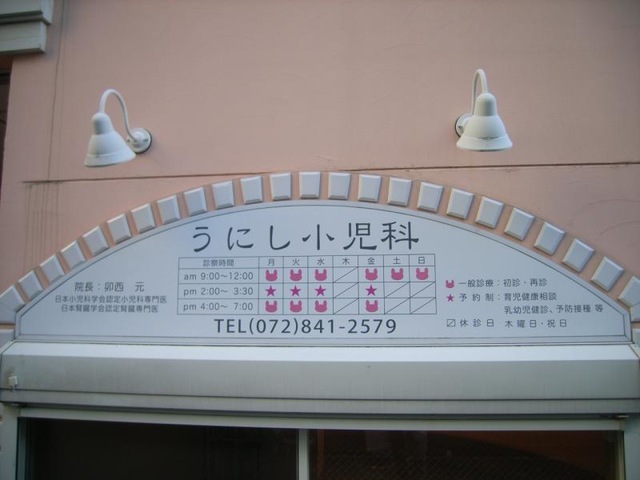 うにし小児科
診察時間 月 火 水 木 金 土 日
am 9:00～12:00
pm 2:00～ 3:30 ★ ★ ★ ★
pm 4:00～ 7:00
TEL(072)841-2579
院長：卯西 元
日本小児科学会認定小児科専門医
日本腎臓学会認定腎臓専門医
一般診療：初診・再診
★ 予約制：育児健康相談
乳幼児健診、予防接種 等
休診日 木曜日・祝日